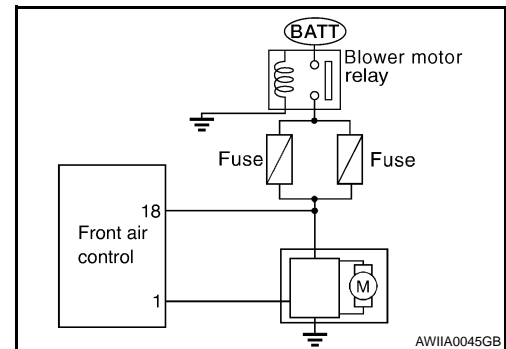 BATT
Blower motor
relay
Fuse
Fuse
18
Front air
control
1
M
AWIIA0045GB